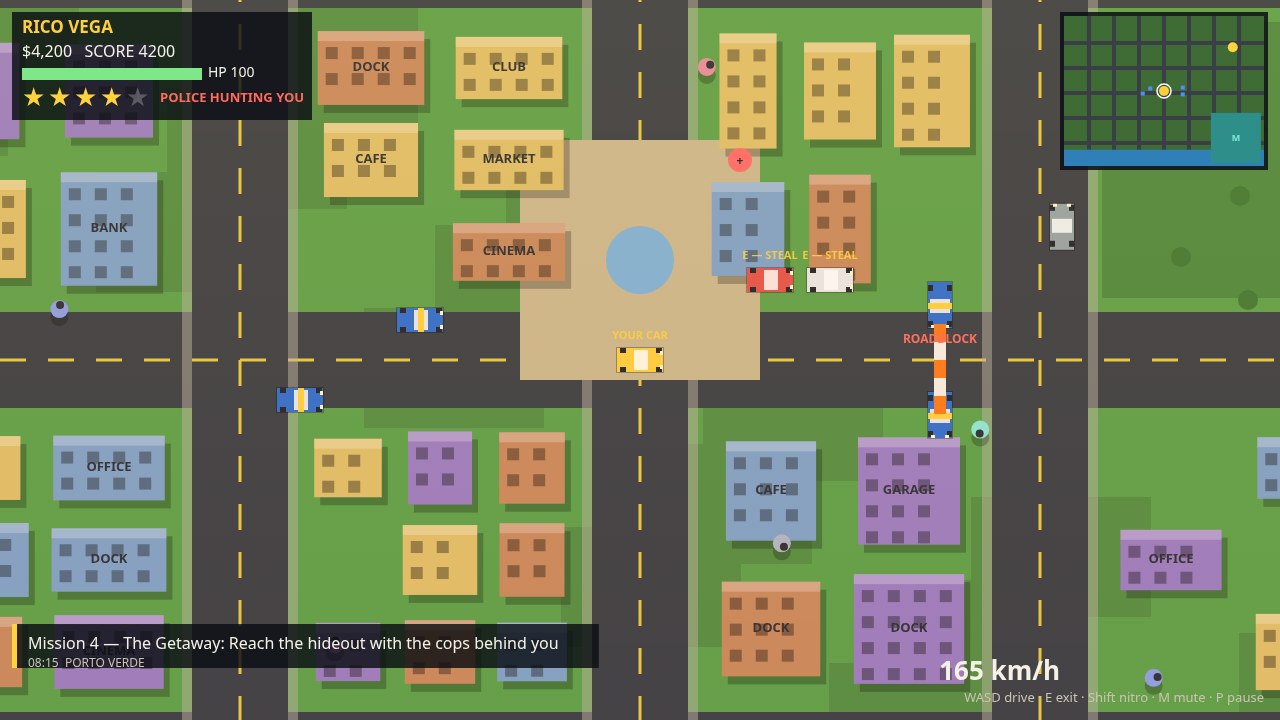 RICO VEGA
$4,200 SCORE 4200
HP 100
POLICE HUNTING YOU
DOCK
CLUB
CAFE
MARKET
CINEMA
BANK
+
E — STEAL
E — STEAL
YOUR CAR
M
OFFICE
DOCK
CAFE
GARAGE
DOCK
DOCK
OFFICE
Mission 4 — The Getaway: Reach the hideout with the cops behind you
08:15 PORTO VERDE
165 km/h
WASD drive · E exit · Shift nitro · M mute · P pause